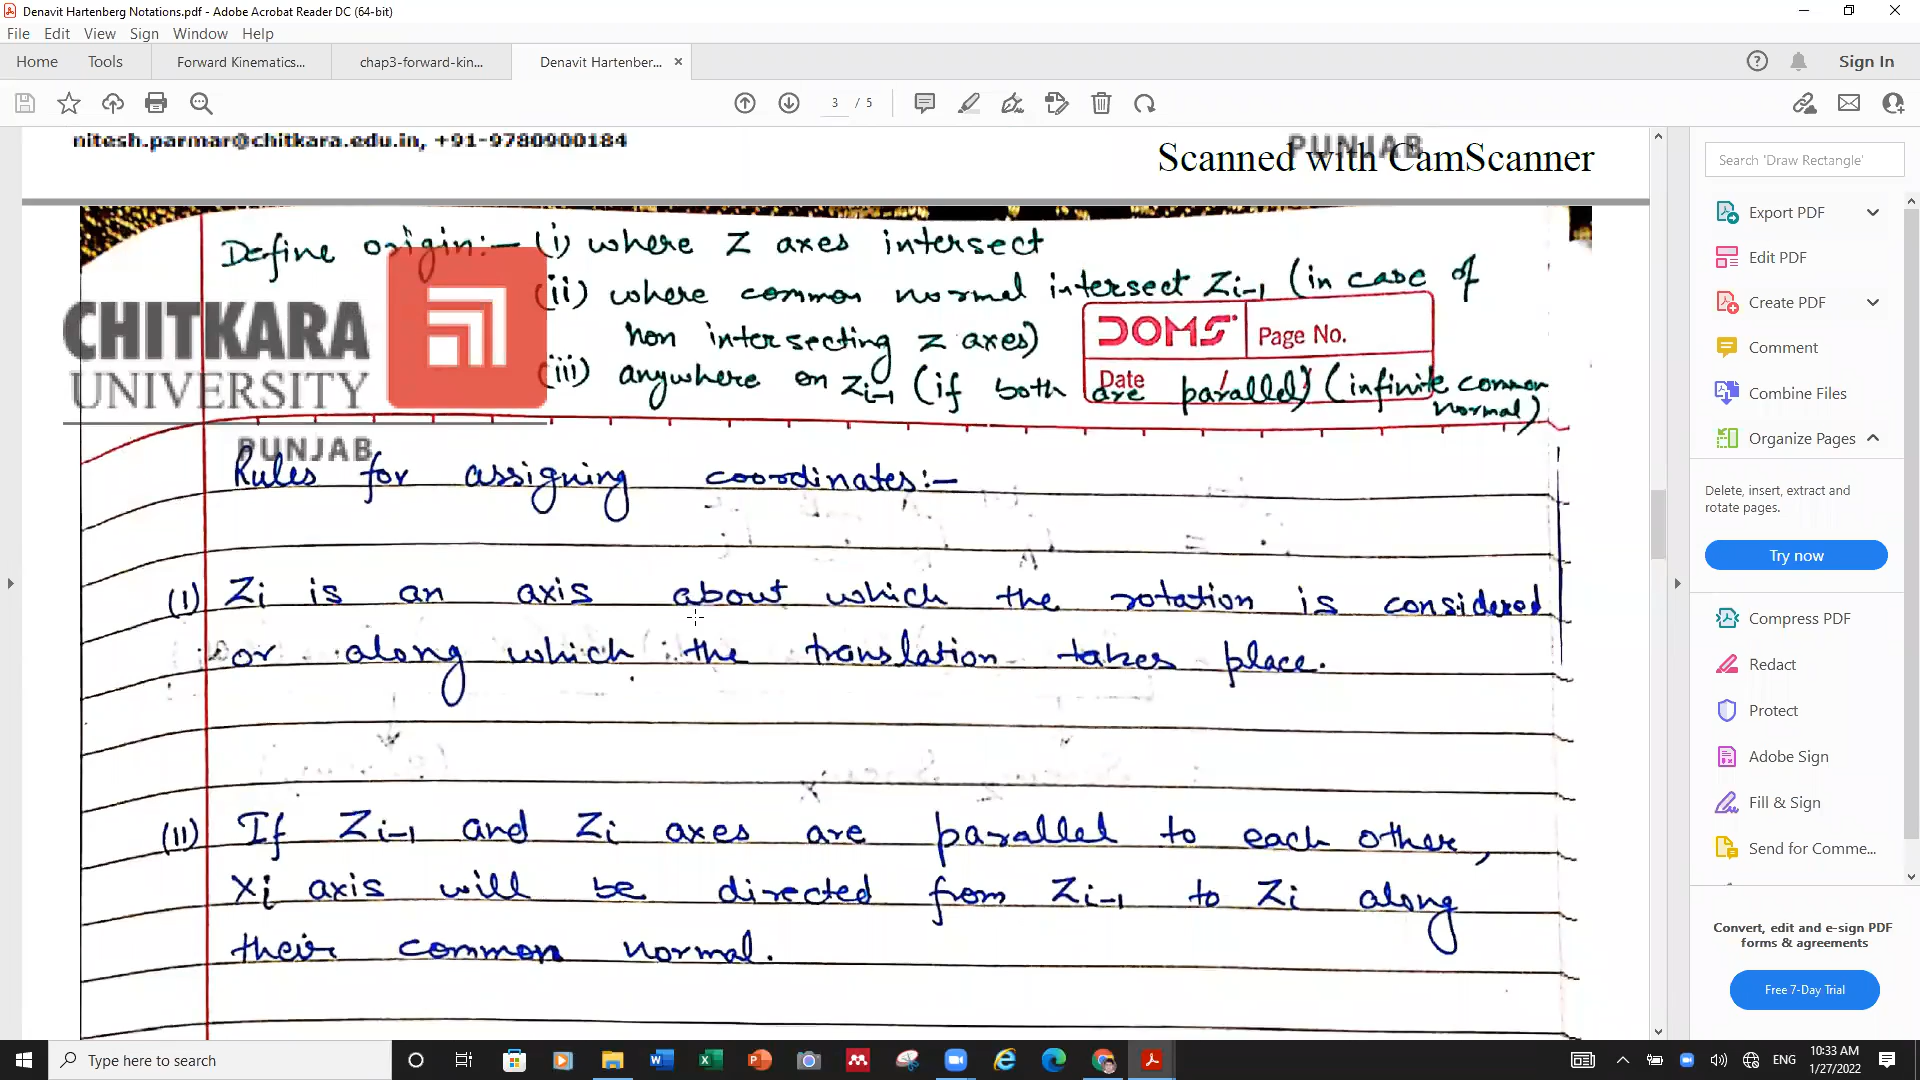 Denavit Hartenberg Notations.pdf - Adobe Acrobat Reader DC (64-bit)
File Edit View Sign Window Help
Home Tools Forward Kinematics... chap3-forward-kin... Denavit Hartenber... ×
Sign In
3 / 5
nitesh.parmar@chitkara.edu.in, +91-9780900184
PUNJAB
Scanned with CamScanner
Define origin:- (i) where Z axes intersect
(ii) where common normal intersect Zi-1 (in case of
non intersecting Z axes)
(iii) anywhere on Zi-1 (if both are parallel) (infinite common
normal)
DOMS Page No.
Date
CHITKARA
UNIVERSITY
PUNJAB
Rules for assigning coordinates:-
(I) Zi is an axis about which the rotation is considered
or along which the translation takes place.
(II) If Zi-1 and Zi axes are parallel to each other,
Xi axis will be directed from Zi-1 to Zi along
their common normal.
Search 'Draw Rectangle'
Export PDF
Edit PDF
Create PDF
Comment
Combine Files
Organize Pages
Delete, insert, extract and
rotate pages.
Try now
Compress PDF
Redact
Protect
Adobe Sign
Fill & Sign
Send for Comme...
Convert, edit and e-sign PDF
forms & agreements
Free 7-Day Trial
Type here to search
ENG
10:33 AM
1/27/2022